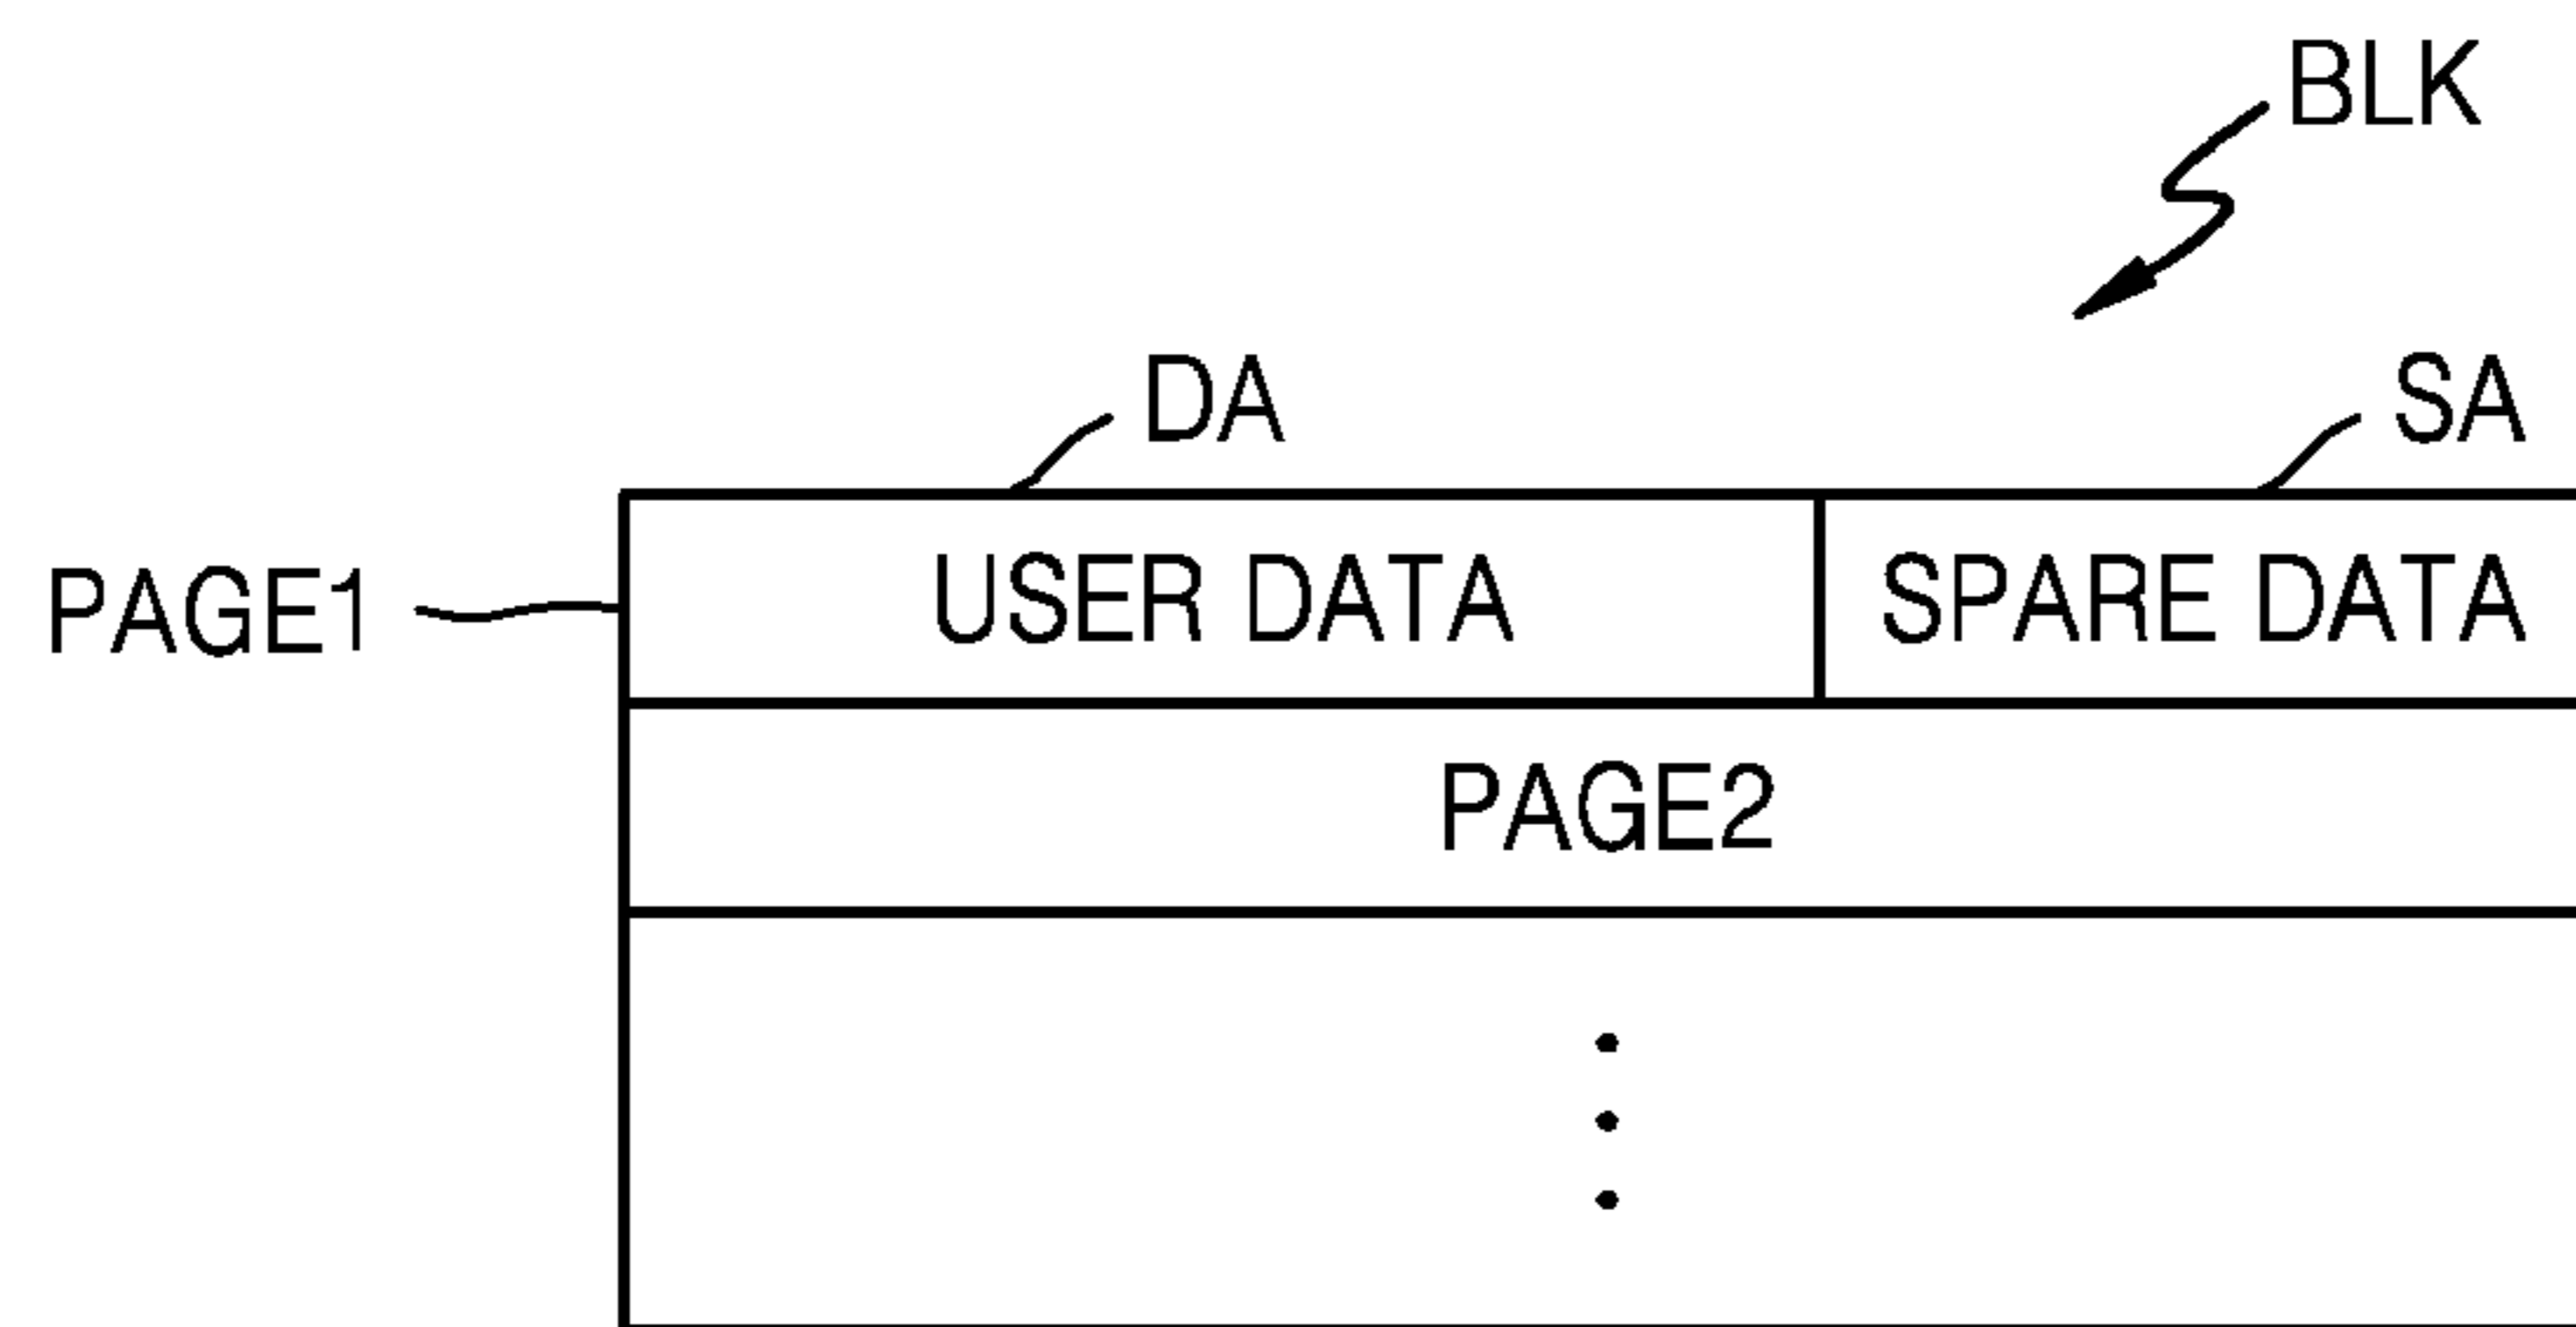 BLK
DA
SA
PAGE1
USER DATA
SPARE DATA
PAGE2